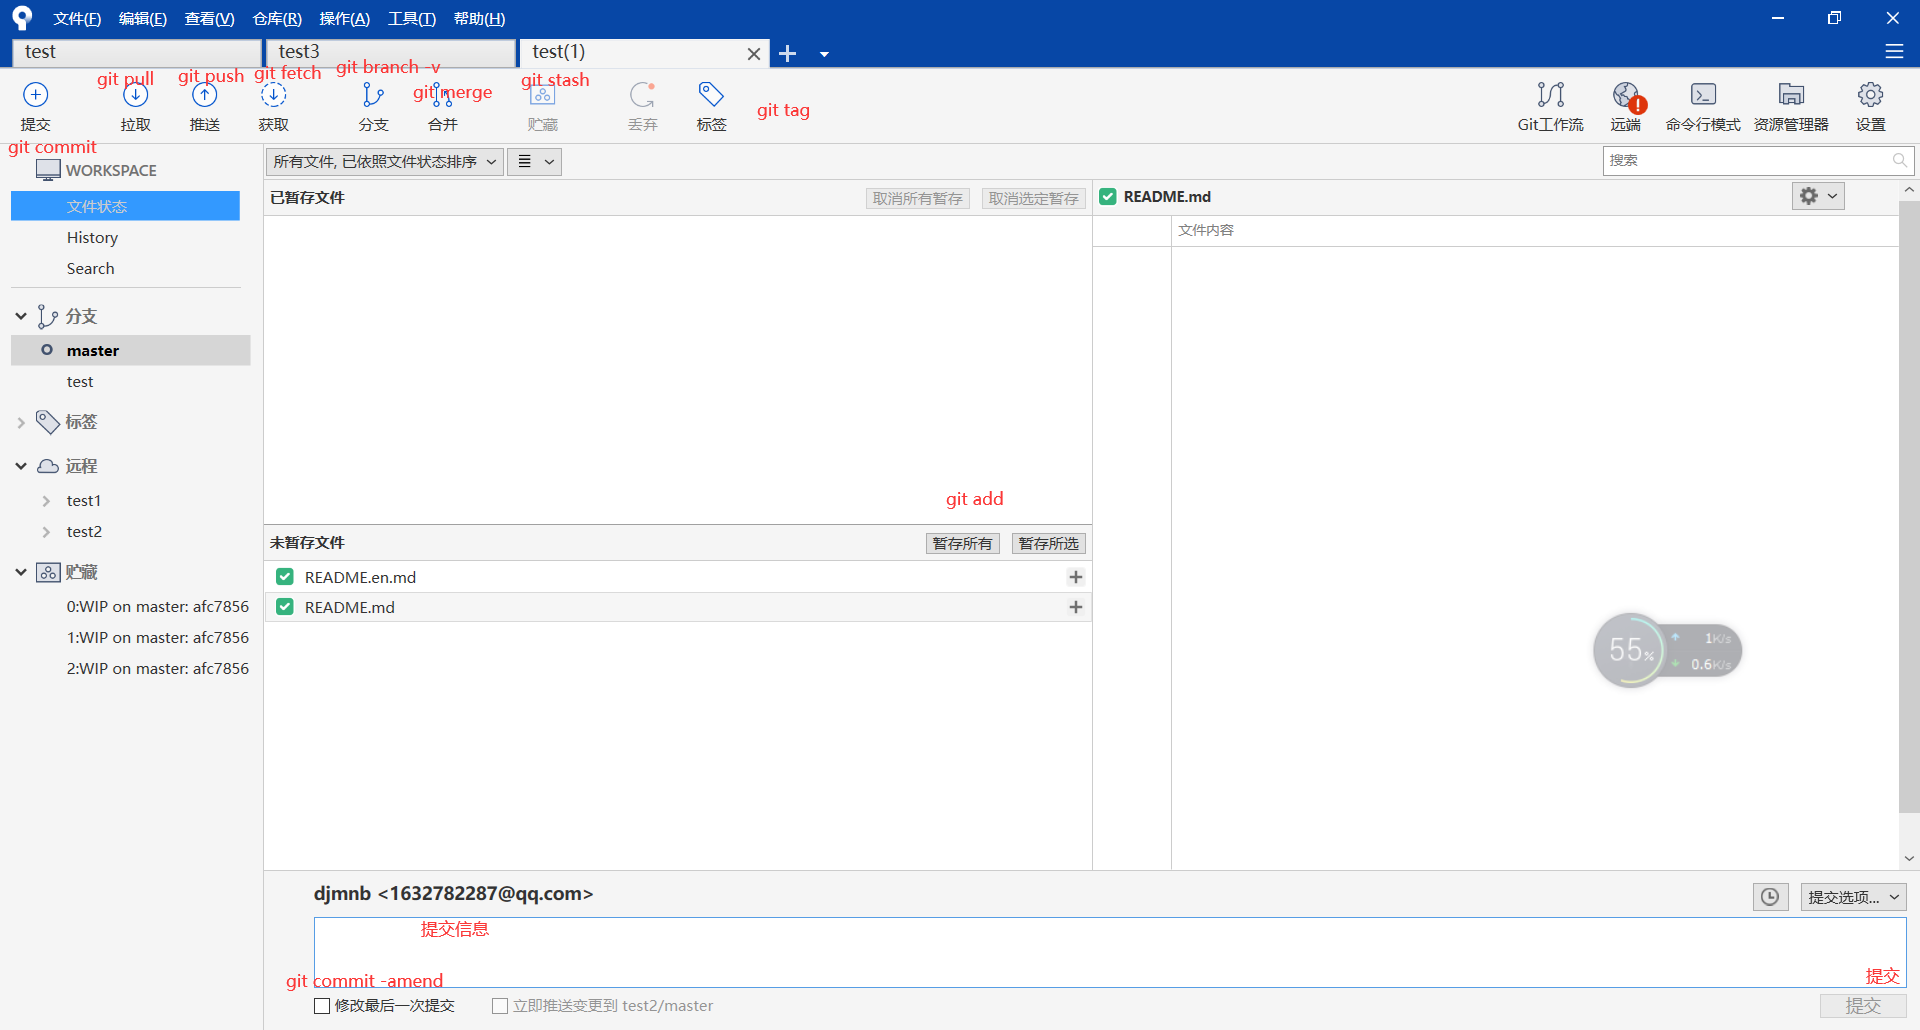 文件(F) 编辑(E) 查看(V) 仓库(R) 操作(A) 工具(T) 帮助(H)
test test3 test(1)
git pull git push git fetch git branch -v git merge git stash git tag
提交 拉取 推送 获取 分支 合并 贮藏 丢弃 标签 Git工作流 远端 命令行模式 资源管理器 设置
git commit
WORKSPACE
文件状态
History
Search
分支
master
test
标签
远程
test1
test2
贮藏
0:WIP on master: afc7856
1:WIP on master: afc7856
2:WIP on master: afc7856
所有文件, 已依照文件状态排序
搜索
已暂存文件 取消所有暂存 取消选定暂存
git add
未暂存文件 暂存所有 暂存所选
README.en.md
README.md
README.md
文件内容
55% 1K/s
0.6K/s
djmnb <1632782287@qq.com>
提交选项...
提交信息
git commit -amend
提交
修改最后一次提交 立即推送变更到 test2/master
提交